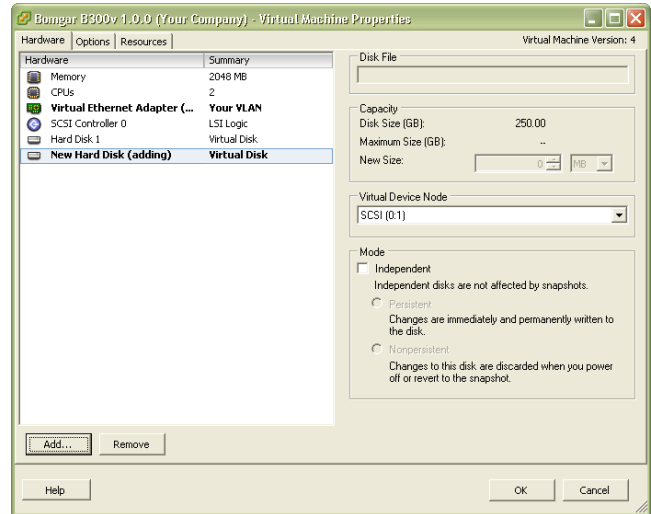 Bomgar B300v 1.0.0 (Your Company) - Virtual Machine Properties
Hardware Options Resources Virtual Machine Version: 4
Hardware Summary
Memory 2048 MB
CPUs 2
Virtual Ethernet Adapter (... Your VLAN
SCSI Controller 0 LSI Logic
Hard Disk 1 Virtual Disk
New Hard Disk (adding) Virtual Disk
Add... Remove
Disk File
Capacity
Disk Size (GB): 250.00
Maximum Size (GB): --
New Size: 0 MB
Virtual Device Node
SCSI (0:1)
Mode
Independent
Independent disks are not affected by snapshots.
Persistent
Changes are immediately and permanently written to
the disk.
Nonpersistent
Changes to this disk are discarded when you power
off or revert to the snapshot.
Help OK Cancel